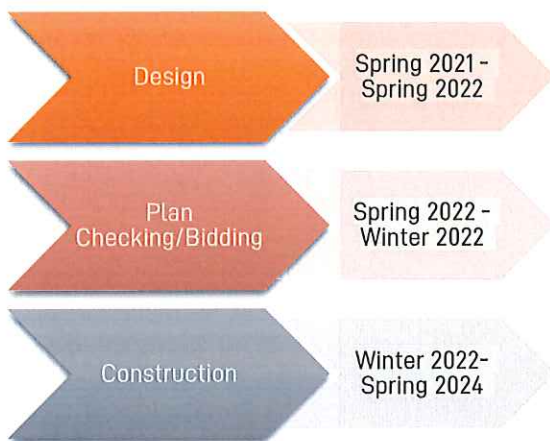 Design
Spring 2021 -
Spring 2022
Plan
Checking/Bidding
Spring 2022 -
Winter 2022
Construction
Winter 2022-
Spring 2024